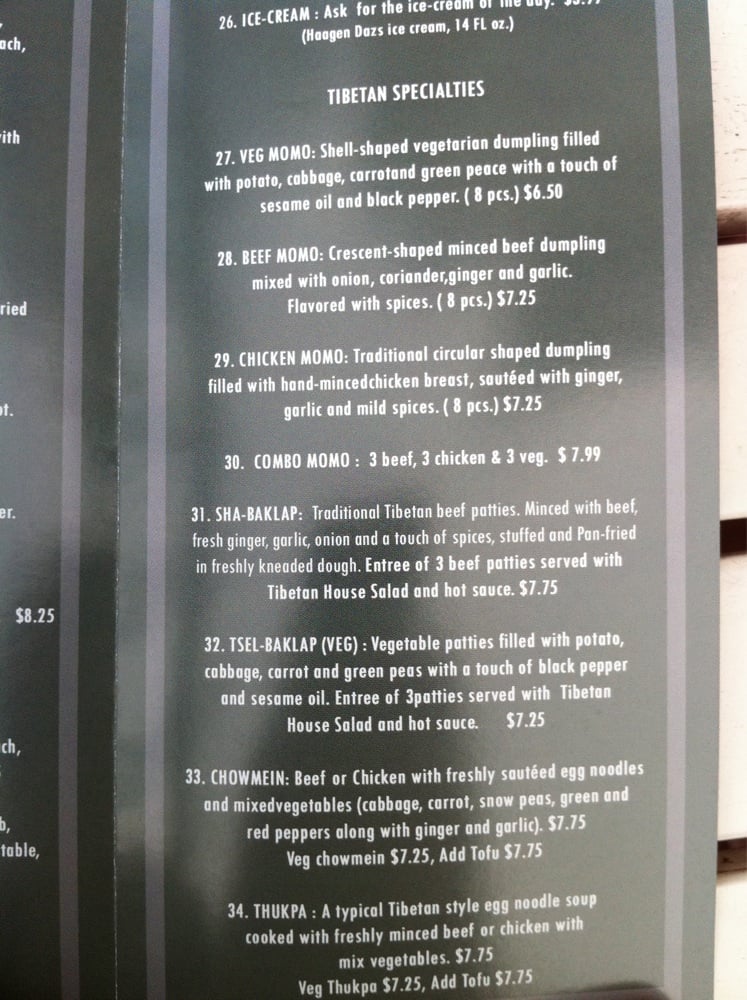 ach,
ith
ried
ot.
er.
$8.25
ch,
b,
table,
26. ICE-CREAM : Ask for the ice-cream of the day. $3.99
(Haagen Dazs ice cream, 14 FL oz.)
TIBETAN SPECIALTIES
27. VEG MOMO: Shell-shaped vegetarian dumpling filled
with potato, cabbage, carrotand green peace with a touch of
sesame oil and black pepper. ( 8 pcs.) $6.50
28. BEEF MOMO: Crescent-shaped minced beef dumpling
mixed with onion, coriander,ginger and garlic.
Flavored with spices. ( 8 pcs.) $7.25
29. CHICKEN MOMO: Traditional circular shaped dumpling
filled with hand-mincedchicken breast, sautéed with ginger,
garlic and mild spices. ( 8 pcs.) $7.25
30. COMBO MOMO : 3 beef, 3 chicken & 3 veg. $ 7.99
31. SHA-BAKLAP: Traditional Tibetan beef patties. Minced with beef,
fresh ginger, garlic, onion and a touch of spices, stuffed and Pan-fried
in freshly kneaded dough. Entree of 3 beef patties served with
Tibetan House Salad and hot sauce. $7.75
32. TSEL-BAKLAP (VEG) : Vegetable patties filled with potato,
cabbage, carrot and green peas with a touch of black pepper
and sesame oil. Entree of 3patties served with Tibetan
House Salad and hot sauce. $7.25
33. CHOWMEIN: Beef or Chicken with freshly sautéed egg noodles
and mixedvegetables (cabbage, carrot, snow peas, green and
red peppers along with ginger and garlic). $7.75
Veg chowmein $7.25, Add Tofu $7.75
34. THUKPA : A typical Tibetan style egg noodle soup
cooked with freshly minced beef or chicken with
mix vegetables. $7.75
Veg Thukpa $7.25, Add Tofu $7.75